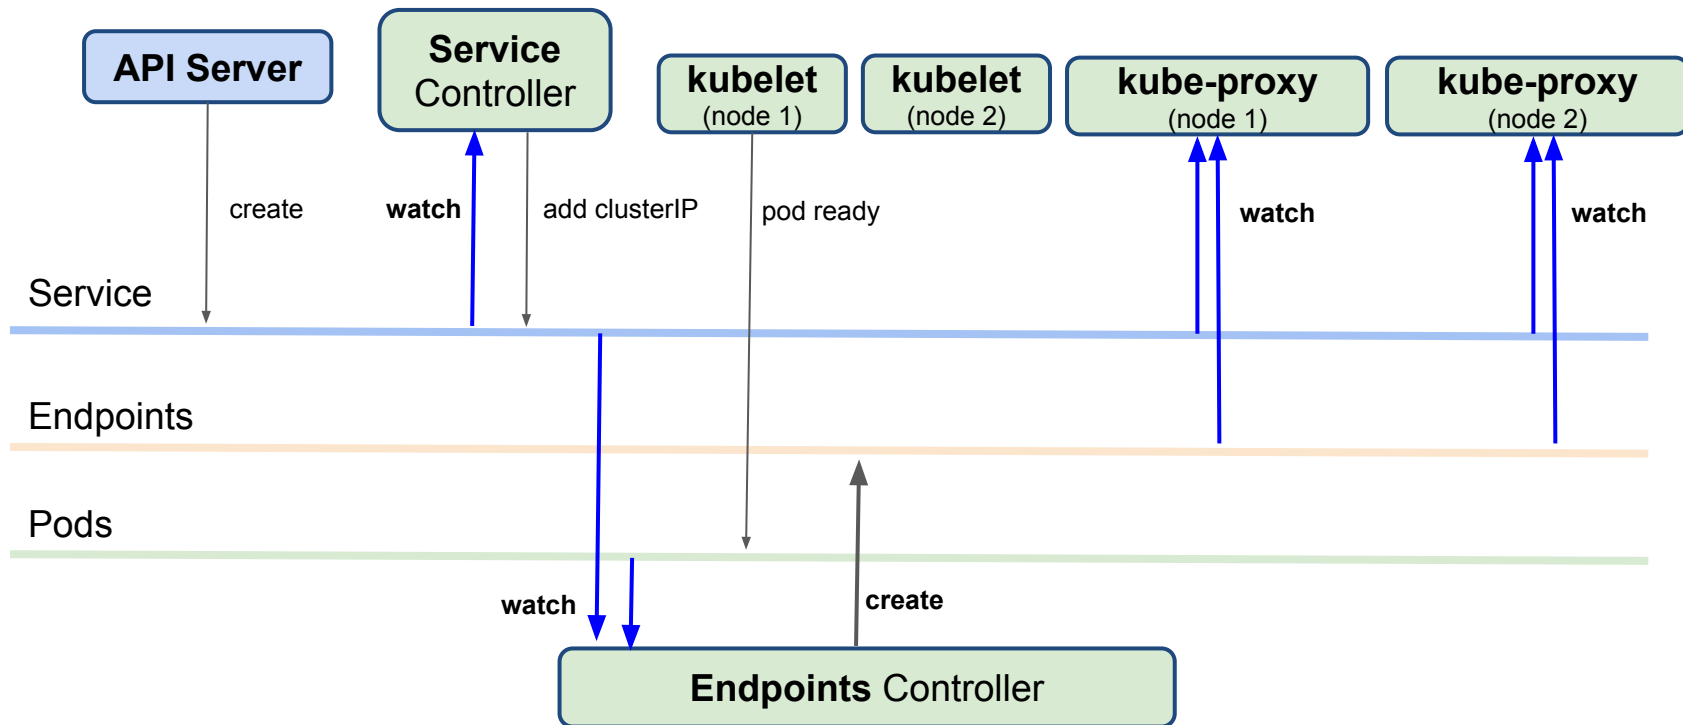 API Server
Service
Controller
kubelet
(node 1)
kubelet
(node 2)
kube-proxy
(node 1)
kube-proxy
(node 2)
create
watch
add clusterIP
pod ready
watch
watch
Service
Endpoints
Pods
watch
create
Endpoints Controller